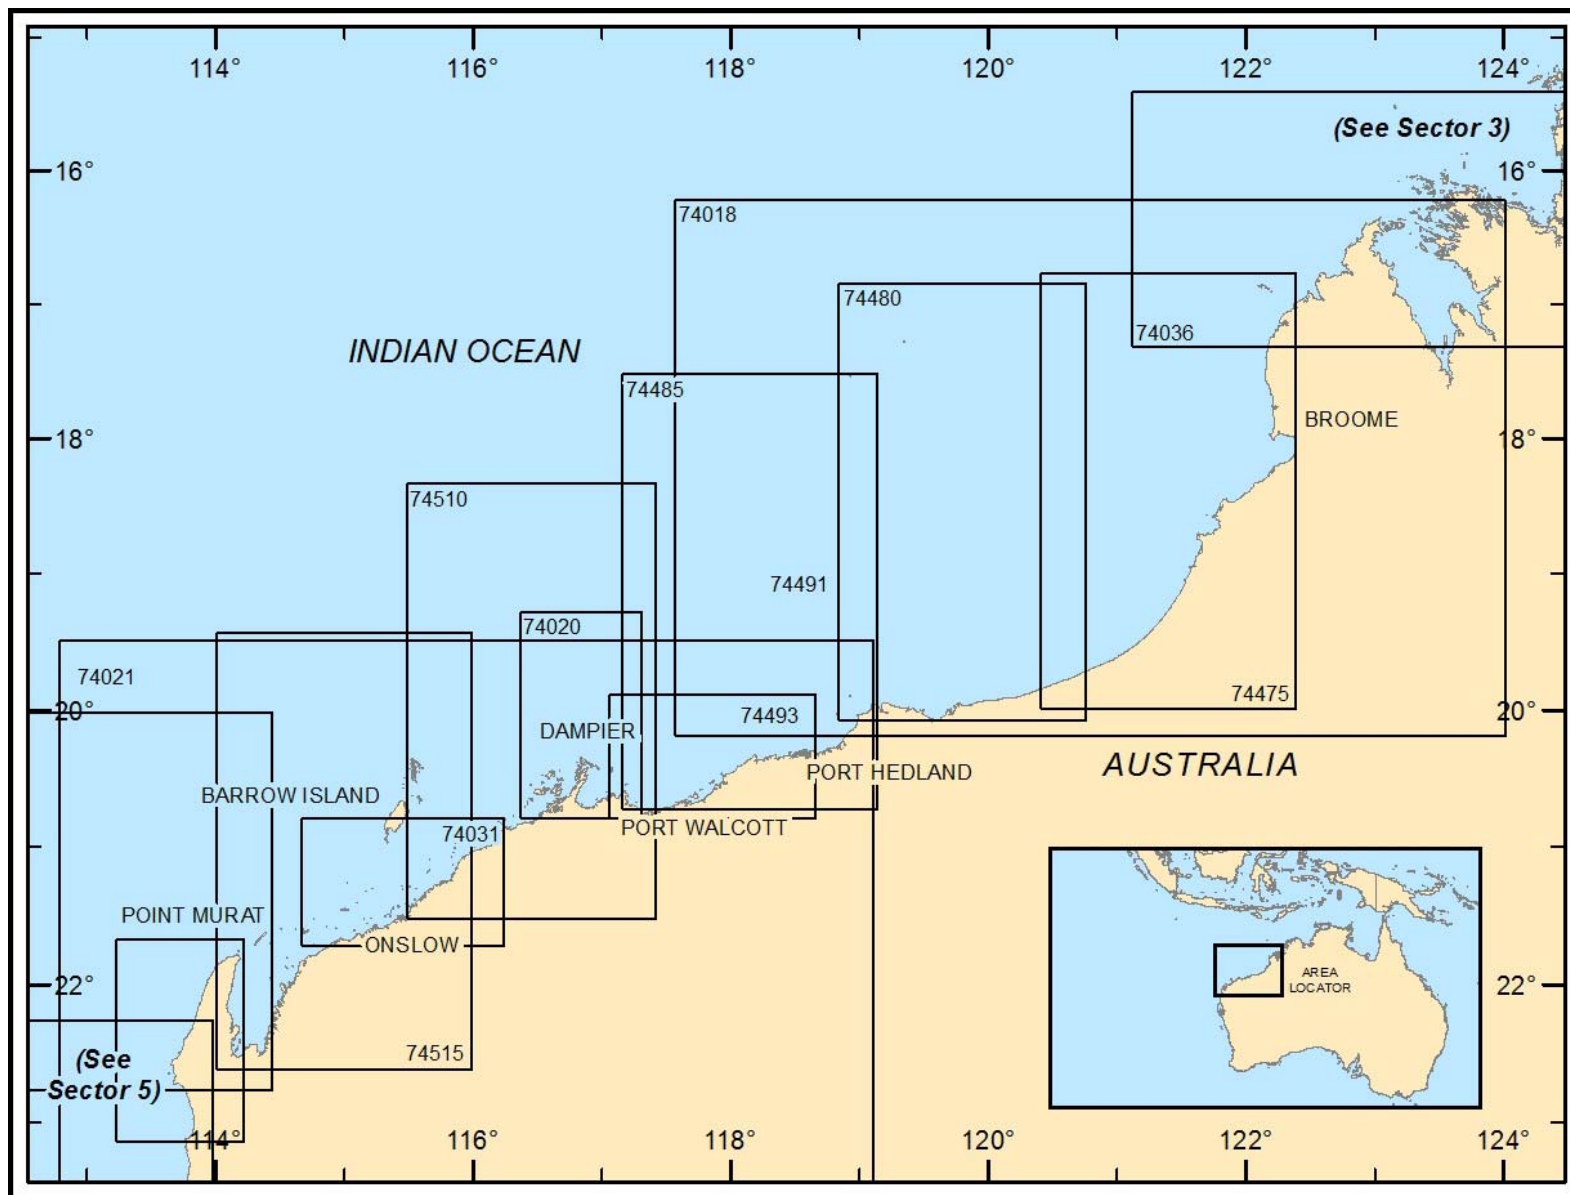 114°
116°
118°
120°
122°
124°
(See Sector 3)
16°
16°
74018
74480
74036
INDIAN OCEAN
74485
BROOME
18°
18°
74510
74491
74020
74021
74475
20°
74493
20°
DAMPIER
AUSTRALIA
PORT HEDLAND
BARROW ISLAND
74031
PORT WALCOTT
POINT MURAT
ONSLOW
22°
AREA
LOCATOR
22°
(See
Sector 5)
74515
114°
116°
118°
120°
122°
124°